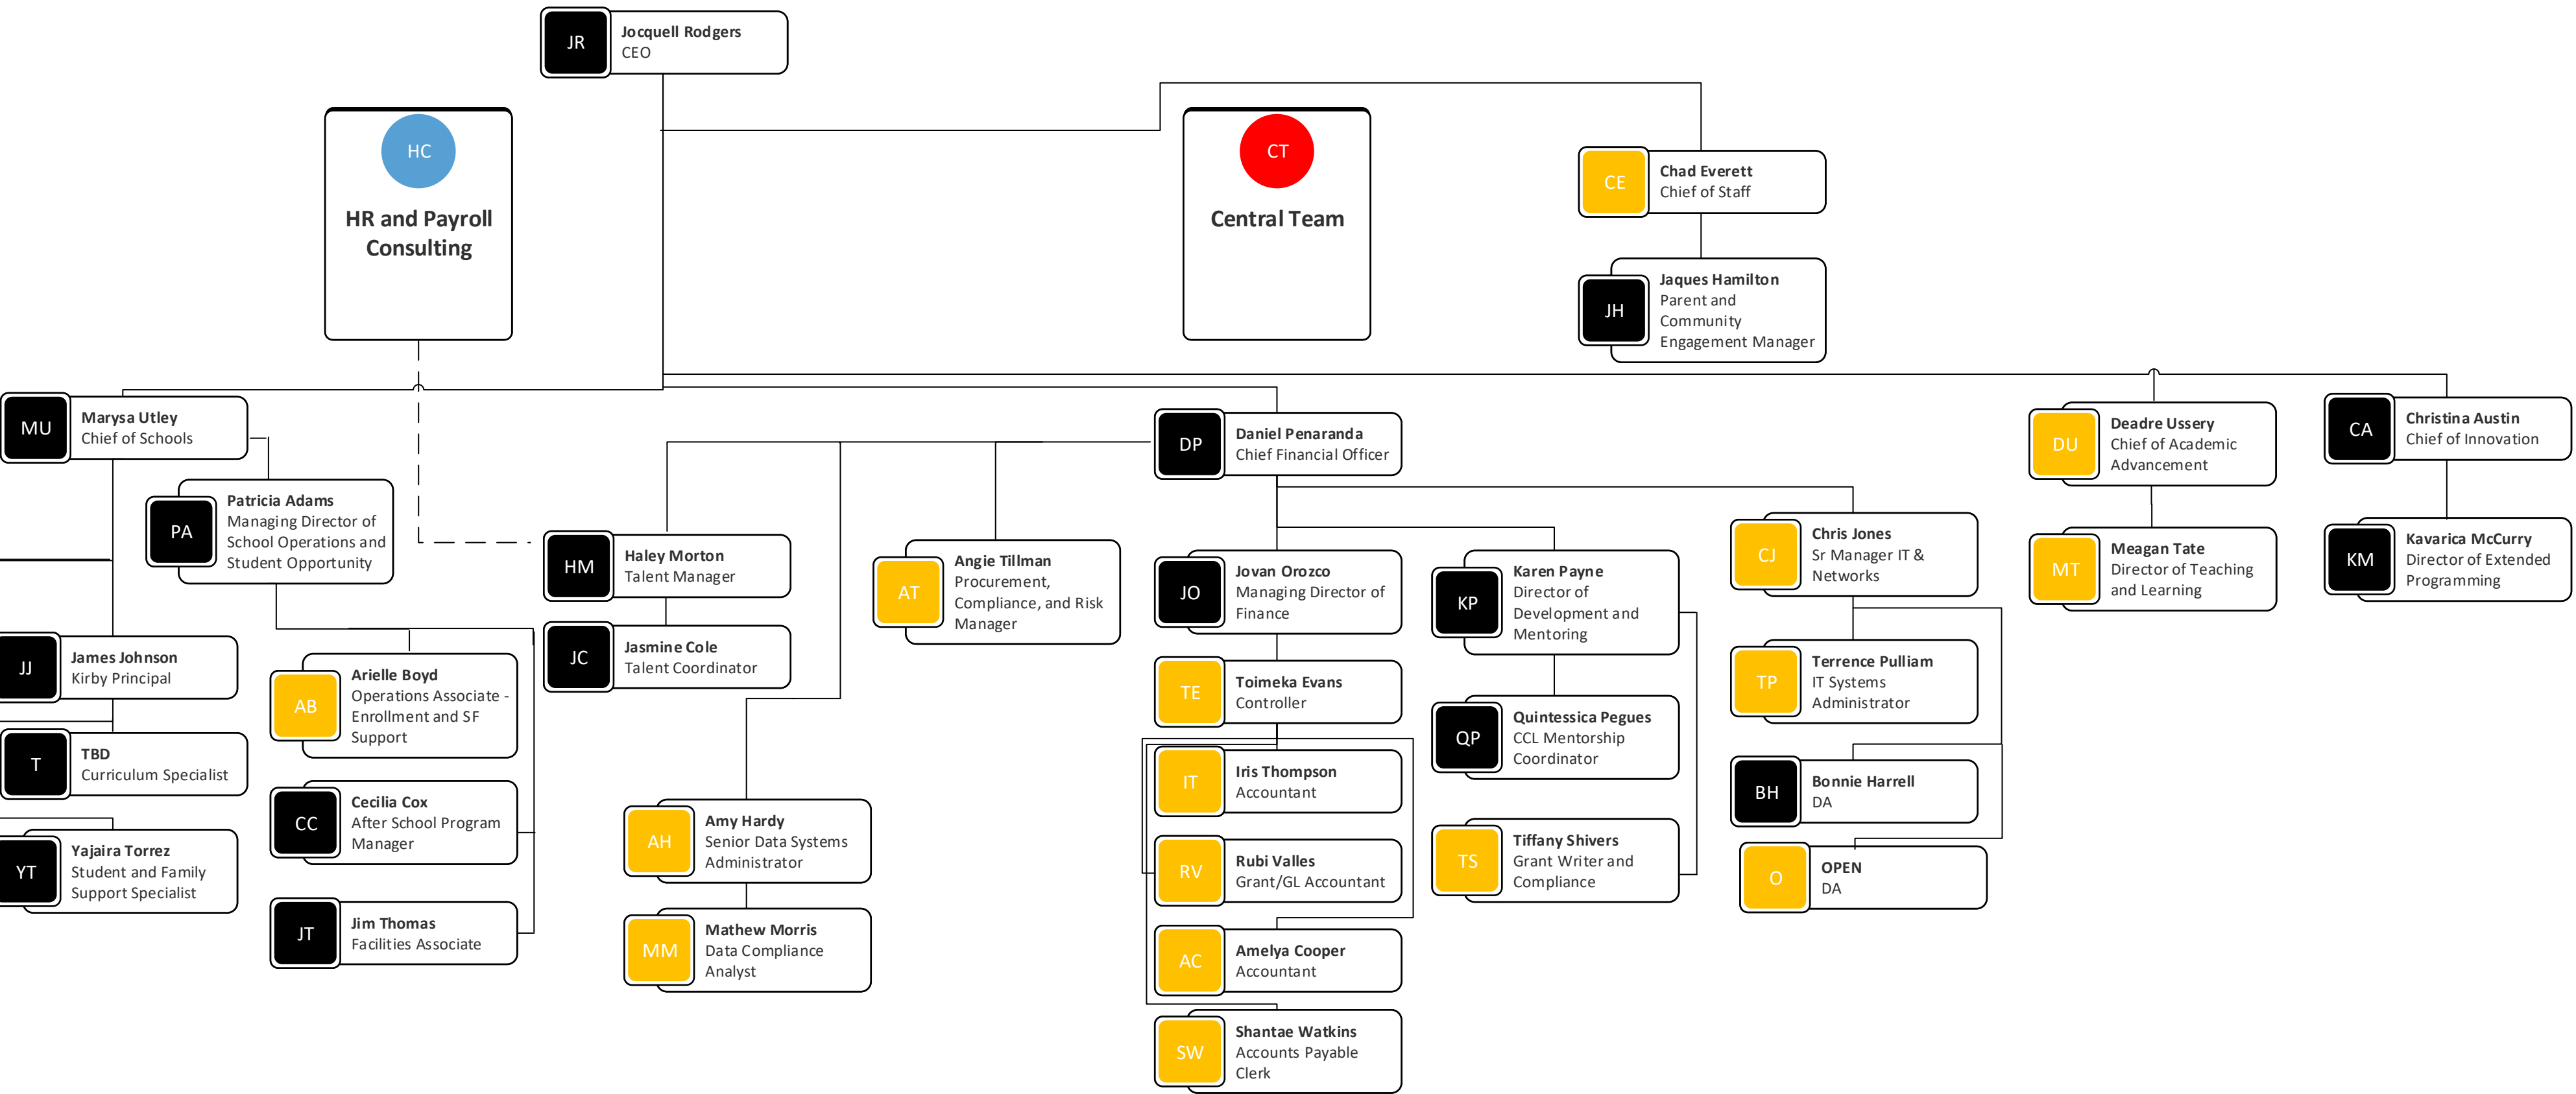 JR
Jocquell Rodgers
CEO
HC
HR and Payroll
Consulting
CT
Central Team
CE
Chad Everett
Chief of Staff
JH
Jaques Hamilton
Parent and
Community
Engagement Manager
MU
Marysa Utley
Chief of Schools
PA
Patricia Adams
Managing Director of
School Operations and
Student Opportunity
JJ
James Johnson
Kirby Principal
T
TBD
Curriculum Specialist
YT
Yajaira Torrez
Student and Family
Support Specialist
AB
Arielle Boyd
Operations Associate -
Enrollment and SF
Support
CC
Cecilia Cox
After School Program
Manager
JT
Jim Thomas
Facilities Associate
HM
Haley Morton
Talent Manager
JC
Jasmine Cole
Talent Coordinator
AH
Amy Hardy
Senior Data Systems
Administrator
MM
Mathew Morris
Data Compliance
Analyst
AT
Angie Tillman
Procurement,
Compliance, and Risk
Manager
DP
Daniel Penaranda
Chief Financial Officer
JO
Jovan Orozco
Managing Director of
Finance
TE
Toimeka Evans
Controller
IT
Iris Thompson
Accountant
RV
Rubi Valles
Grant/GL Accountant
AC
Amelya Cooper
Accountant
SW
Shantae Watkins
Accounts Payable
Clerk
KP
Karen Payne
Director of
Development and
Mentoring
QP
Quintessica Pegues
CCL Mentorship
Coordinator
TS
Tiffany Shivers
Grant Writer and
Compliance
CJ
Chris Jones
Sr Manager IT &
Networks
TP
Terrence Pulliam
IT Systems
Administrator
BH
Bonnie Harrell
DA
O
OPEN
DA
DU
Deadre Ussery
Chief of Academic
Advancement
MT
Meagan Tate
Director of Teaching
and Learning
CA
Christina Austin
Chief of Innovation
KM
Kavarica McCurry
Director of Extended
Programming